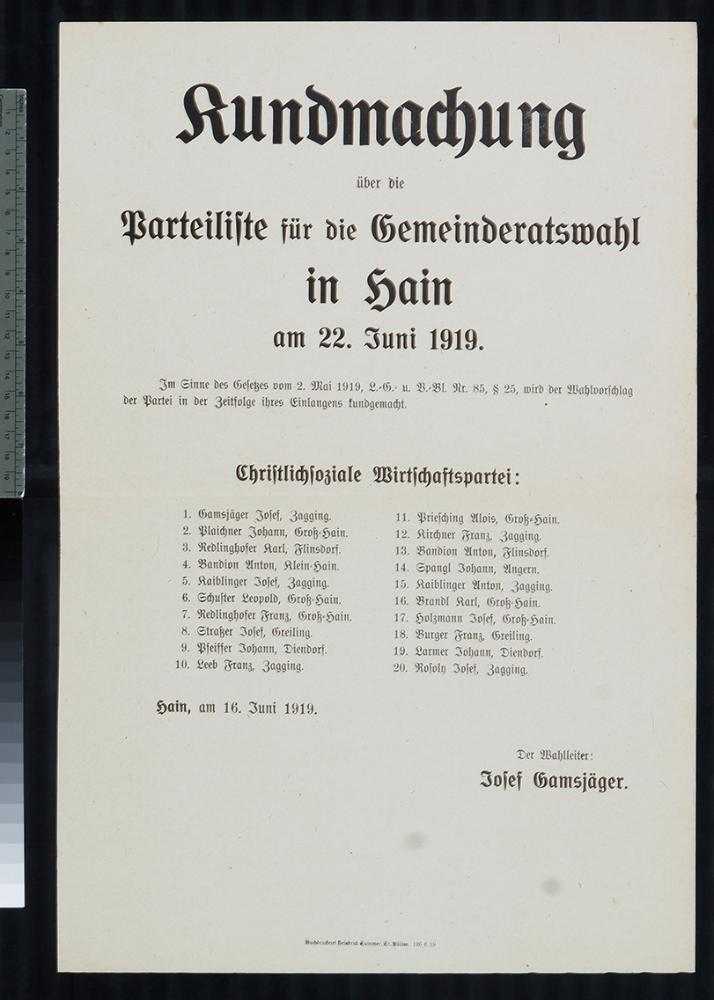 Kundmachung
über die
Parteiliste für die Gemeinderatswahl
in Hain
am 22. Juni 1919.
Im Sinne des Gesetzes vom 2. Mai 1919, L.-G.- u. V.-Bl. Nr. 85, § 25, wird der Wahlvorschlag
der Partei in der Zeitfolge ihres Einlangens kundgemacht.
Christlichsoziale Wirtschaftspartei:
1. Gamsjäger Josef, Zagging.
2. Plaichner Johann, Groß-Hain.
3. Redlinghofer Karl, Flinsdorf.
4. Bandion Anton, Klein-Hain.
5. Kaiblinger Josef, Zagging.
6. Schuster Leopold, Groß-Hain.
7. Redlinghofer Franz, Groß-Hain.
8. Straßer Josef, Greiling.
9. Pfeiffer Johann, Diendorf.
10. Leeb Franz, Zagging.
11. Priesching Alois, Groß-Hain.
12. Kirchner Franz, Zagging.
13. Bandion Anton, Flinsdorf.
14. Spangl Johann, Angern.
15. Kaiblinger Anton, Zagging.
16. Brandl Karl, Groß-Hain.
17. Holzmann Josef, Groß-Hain.
18. Burger Franz, Greiling.
19. Larmer Johann, Diendorf.
20. Rosoly Josef, Zagging.
Hain, am 16. Juni 1919.
Der Wahlleiter:
Josef Gamsjäger.
Buchdruckerei Heinrich St. Pölten.